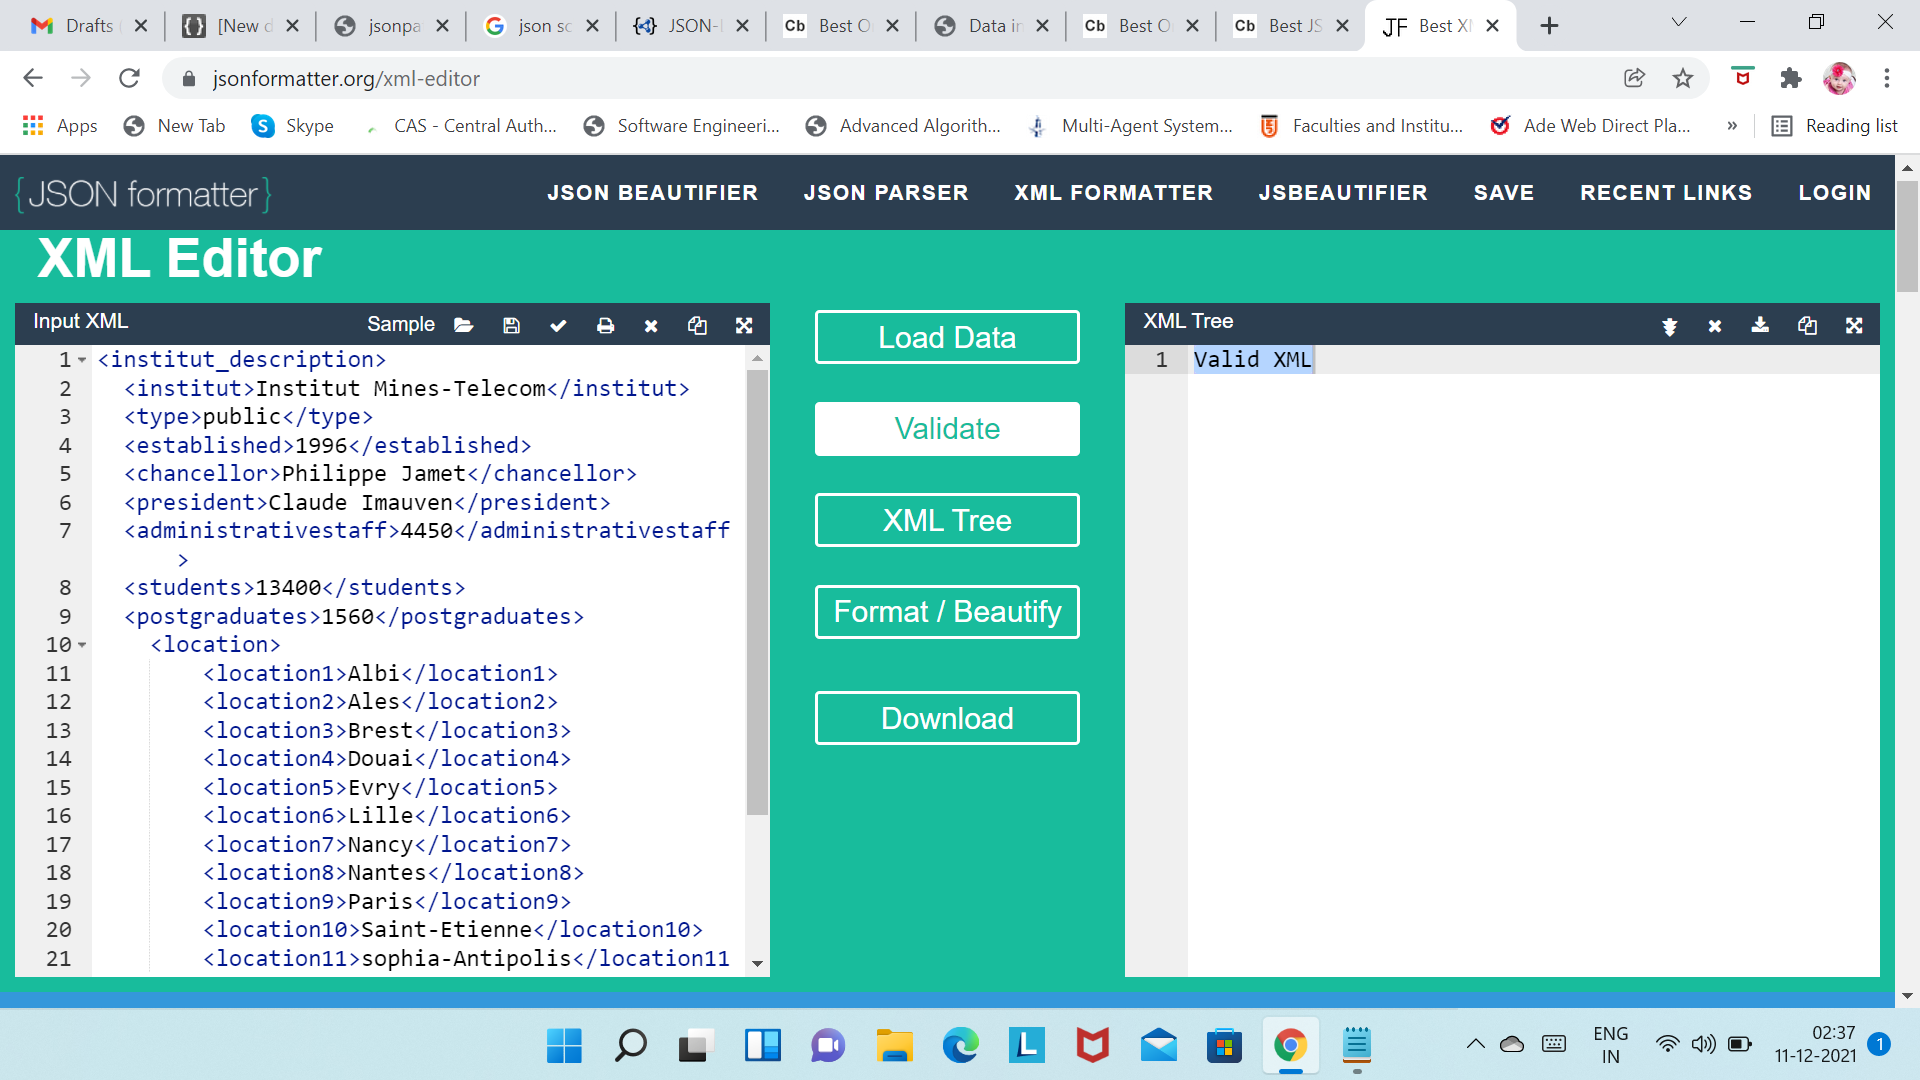 Drafts
[New d
jsonpa
json sc
JSON-
Cb Best O
Data in
Cb Best O
Cb Best JS
JF Best X
jsonformatter.org/xml-editor
Apps
New Tab
Skype
CAS - Central Auth...
Software Engineeri...
Advanced Algorith...
Multi-Agent System...
Faculties and Institu...
Ade Web Direct Pla...
»
Reading list
{JSON formatter}
JSON BEAUTIFIER
JSON PARSER
XML FORMATTER
JSBEAUTIFIER
SAVE
RECENT LINKS
LOGIN
XML Editor
Input XML
Sample
1 <institut_description>
2 <institut>Institut Mines-Telecom</institut>
3 <type>public</type>
4 <established>1996</established>
5 <chancellor>Philippe Jamet</chancellor>
6 <president>Claude Imauven</president>
7 <administrativestaff>4450</administrativestaff
>
8 <students>13400</students>
9 <postgraduates>1560</postgraduates>
10 <location>
11 <location1>Albi</location1>
12 <location2>Ales</location2>
13 <location3>Brest</location3>
14 <location4>Douai</location4>
15 <location5>Evry</location5>
16 <location6>Lille</location6>
17 <location7>Nancy</location7>
18 <location8>Nantes</location8>
19 <location9>Paris</location9>
20 <location10>Saint-Etienne</location10>
21 <location11>sophia-Antipolis</location11
Load Data
Validate
XML Tree
Format / Beautify
Download
XML Tree
1 Valid XML
ENG
IN
02:37
11-12-2021
1